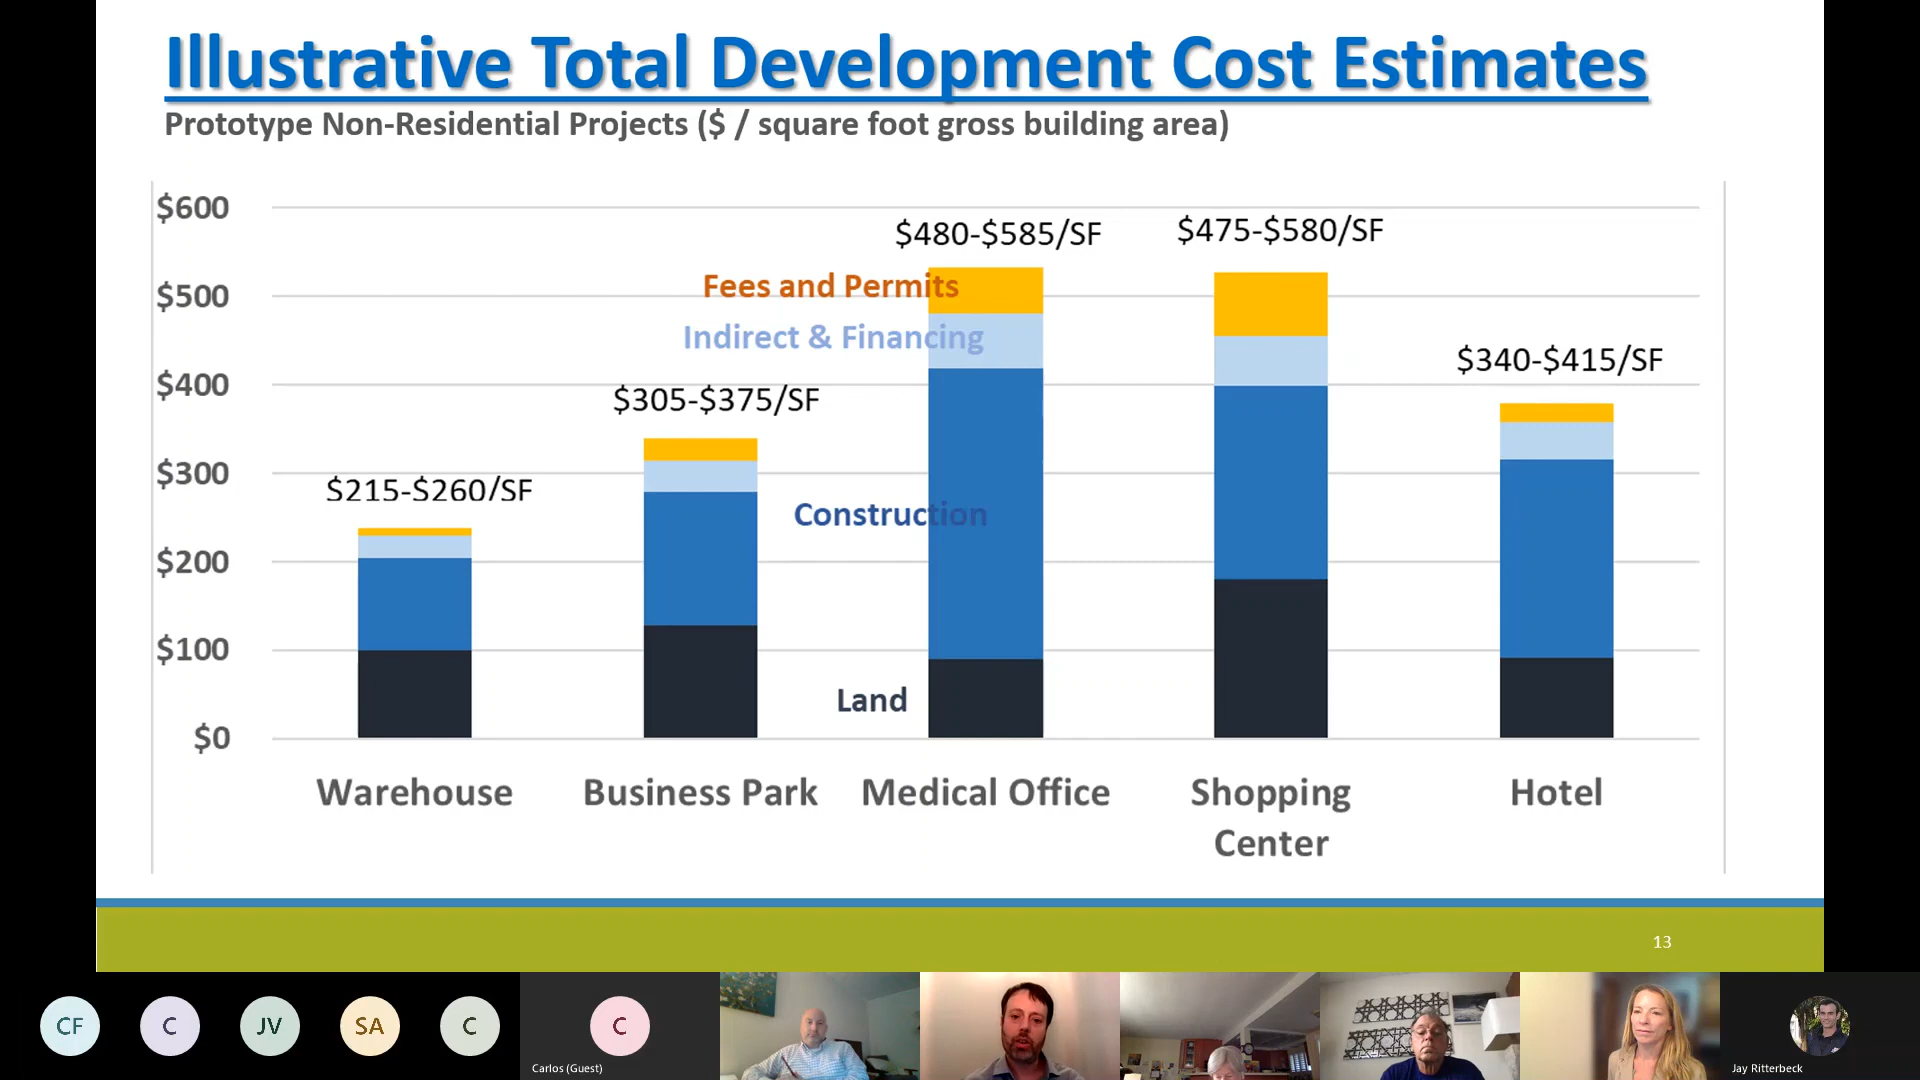 Illustrative Total Development Cost Estimates
Prototype Non-Residential Projects ($ / square foot gross building area)
$600
$500
$400
$300
$200
$100
$0
$215-$260/SF
$305-$375/SF
$480-$585/SF
$475-$580/SF
$340-$415/SF
Fees and Permits
Indirect & Financing
Construction
Land
Warehouse
Business Park
Medical Office
Shopping
Center
Hotel
13
CF
C
JV
SA
C
C
Carlos (Guest)
Jay Ritterbeck